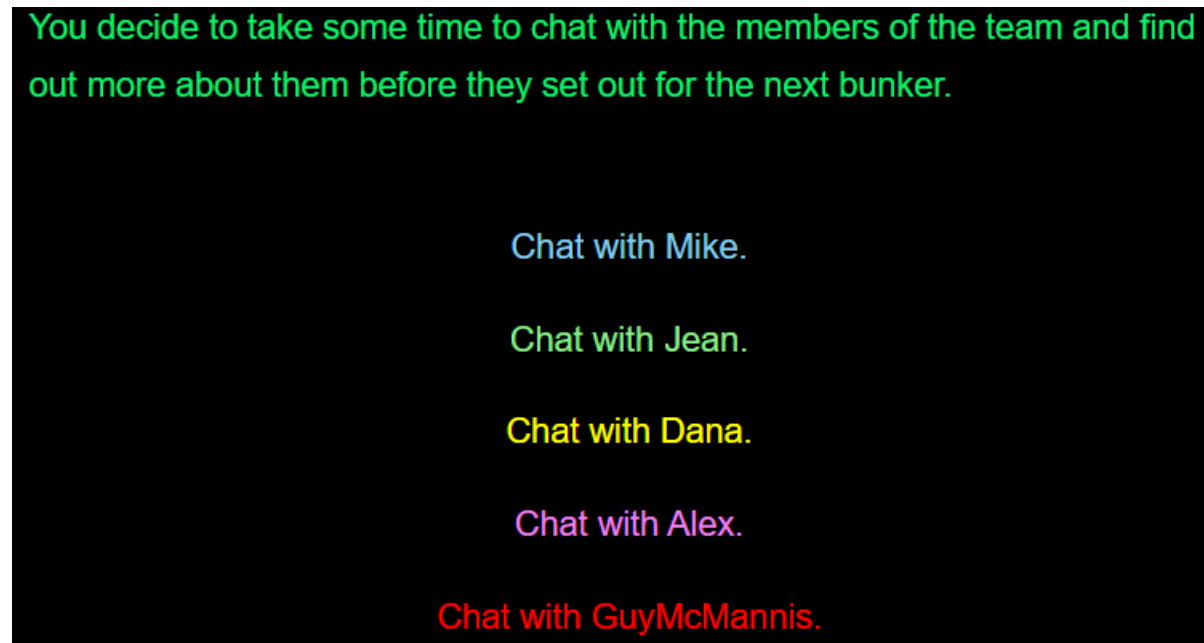 You decide to take some time to chat with the members of the team and find
out more about them before they set out for the next bunker.
Chat with Mike.
Chat with Jean.
Chat with Dana.
Chat with Alex.
Chat with GuyMcMannis.